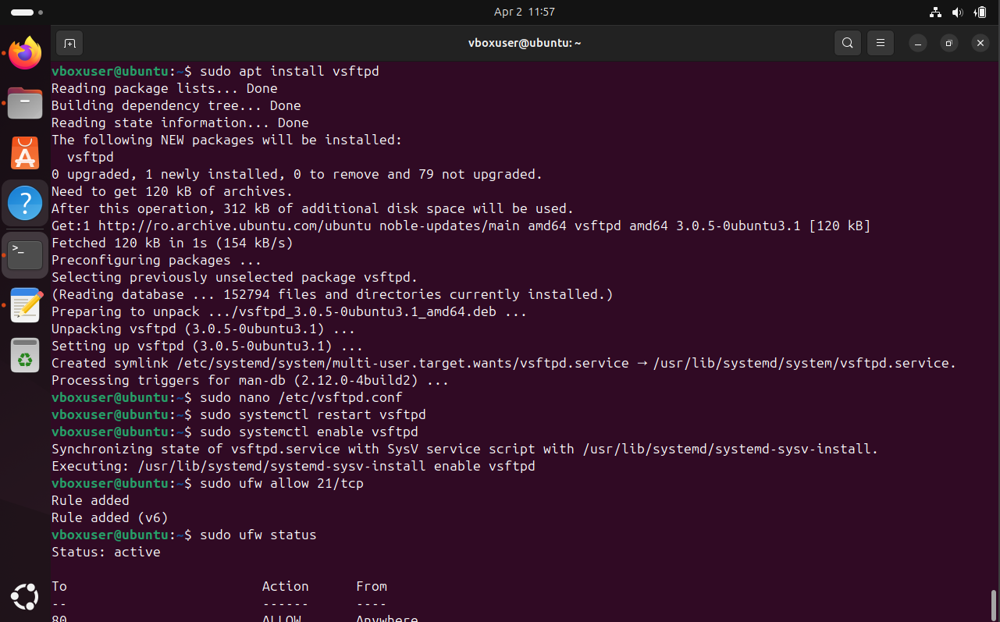 Apr 2 11:57
vboxuser@ubuntu: ~
vboxuser@ubuntu:~$ sudo apt install vsftpd
Reading package lists... Done
Building dependency tree... Done
Reading state information... Done
The following NEW packages will be installed:
  vsftpd
0 upgraded, 1 newly installed, 0 to remove and 79 not upgraded.
Need to get 120 kB of archives.
After this operation, 312 kB of additional disk space will be used.
Get:1 http://ro.archive.ubuntu.com/ubuntu noble-updates/main amd64 vsftpd amd64 3.0.5-0ubuntu3.1 [120 kB]
Fetched 120 kB in 1s (154 kB/s)
Preconfiguring packages ...
Selecting previously unselected package vsftpd.
(Reading database ... 152794 files and directories currently installed.)
Preparing to unpack .../vsftpd_3.0.5-0ubuntu3.1_amd64.deb ...
Unpacking vsftpd (3.0.5-0ubuntu3.1) ...
Setting up vsftpd (3.0.5-0ubuntu3.1) ...
Created symlink /etc/systemd/system/multi-user.target.wants/vsftpd.service → /usr/lib/systemd/system/vsftpd.service.
Processing triggers for man-db (2.12.0-4build2) ...
vboxuser@ubuntu:~$ sudo nano /etc/vsftpd.conf
vboxuser@ubuntu:~$ sudo systemctl restart vsftpd
vboxuser@ubuntu:~$ sudo systemctl enable vsftpd
Synchronizing state of vsftpd.service with SysV service script with /usr/lib/systemd/systemd-sysv-install.
Executing: /usr/lib/systemd/systemd-sysv-install enable vsftpd
vboxuser@ubuntu:~$ sudo ufw allow 21/tcp
Rule added
Rule added (v6)
vboxuser@ubuntu:~$ sudo ufw status
Status: active
To                         Action      From
--                         ------      ----
80                         ALLOW       Anywhere